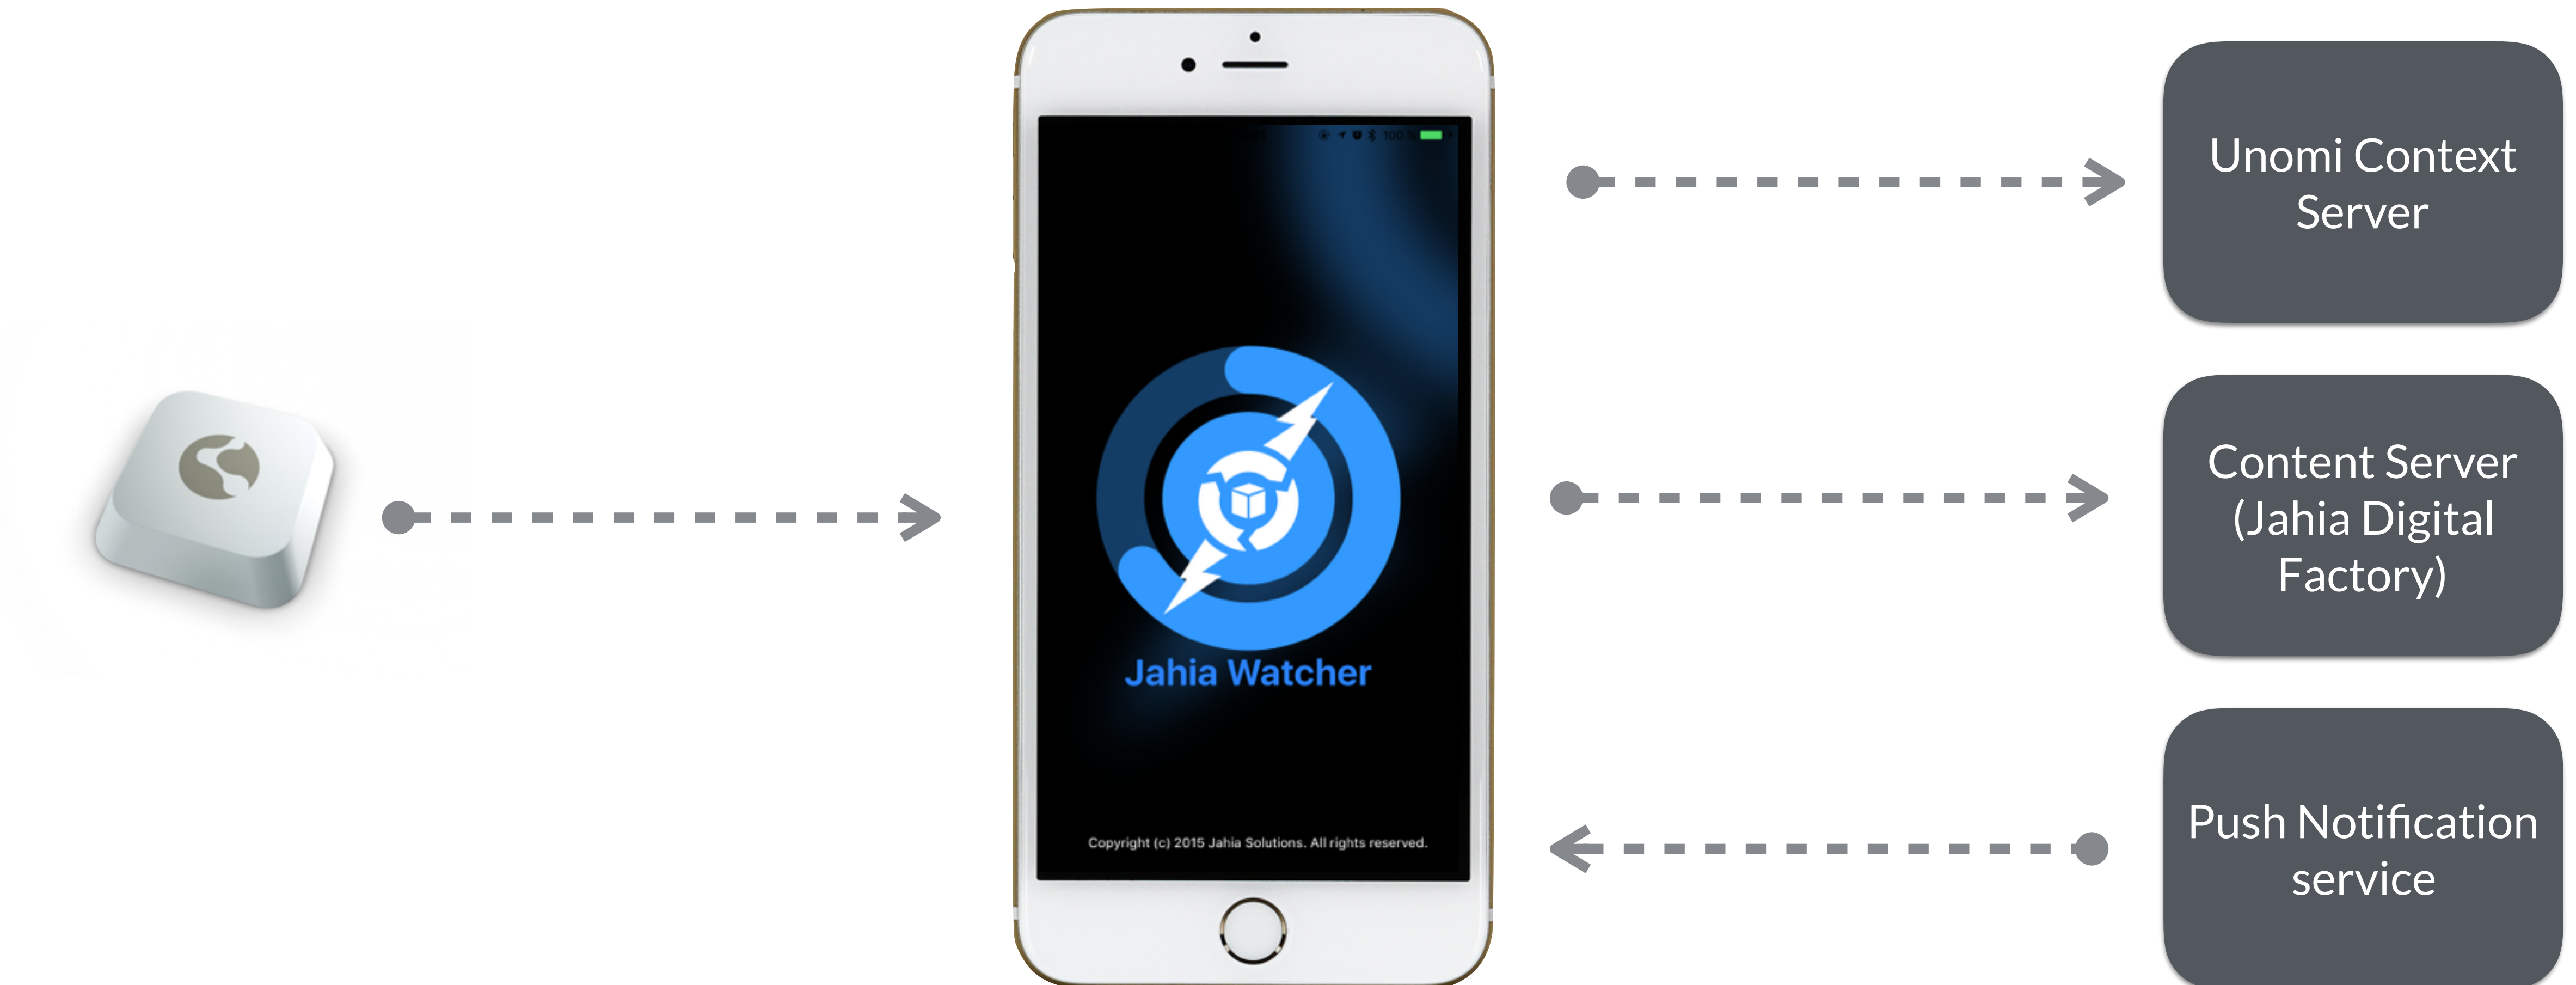 100 %
Unomi Context
Server
Content Server
(Jahia Digital
Factory)
Jahia Watcher
Push Notification
service
Copyright (c) 2015 Jahia Solutions. All rights reserved.